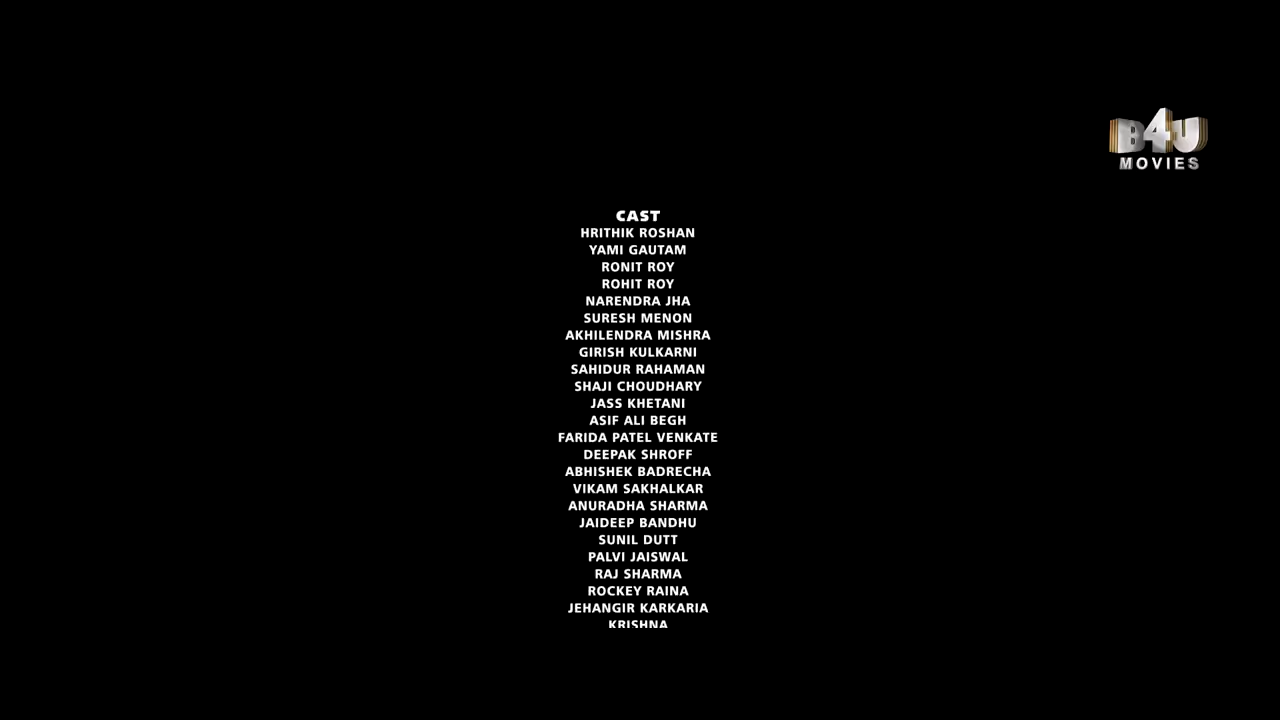 B4U
MOVIES
CAST
HRITHIK ROSHAN
YAMI GAUTAM
RONIT ROY
ROHIT ROY
NARENDRA JHA
SURESH MENON
AKHILENDRA MISHRA
GIRISH KULKARNI
SAHIDUR RAHAMAN
SHAJI CHOUDHARY
JASS KHETANI
ASIF ALI BEGH
FARIDA PATEL VENKATE
DEEPAK SHROFF
ABHISHEK BADRECHA
VIKAM SAKHALKAR
ANURADHA SHARMA
JAIDEEP BANDHU
SUNIL DUTT
PALVI JAISWAL
RAJ SHARMA
ROCKEY RAINA
JEHANGIR KARKARIA
KRISHNA